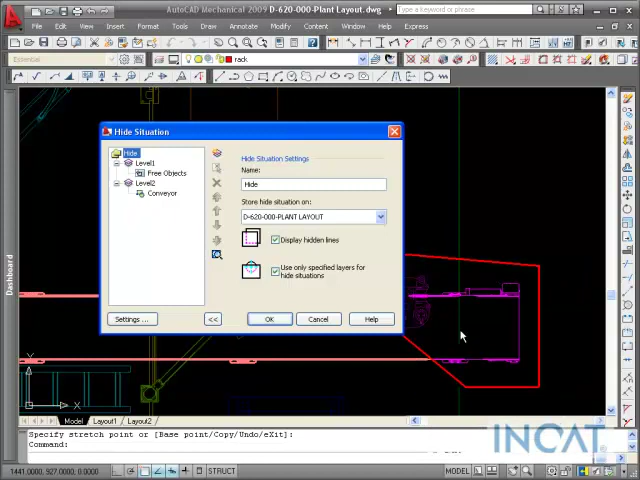 AutoCAD Mechanical 2009 D-620-000-Plant Layout.dwg
Type a keyword or phrase
File Edit View Insert Format Tools Draw Annotate Modify Content Window Help Express
Essential
rack
Dashboard
Hide Situation
Hide
Level1
Free Objects
Level2
Conveyor
Hide Situation Settings
Name:
Hide
Store hide situation on:
D-620-000-PLANT LAYOUT
Display hidden lines
Use only specified layers for
hide situations
Settings ...
<<
OK
Cancel
Help
Y
X
Model Layout1 Layout2
Specify stretch point or [Base point/Copy/Undo/eXit]:
Command:
INCAT
1441.0000, 927.0000, 0.0000
STRUCT
MODEL